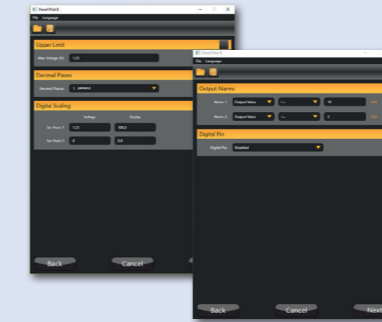 PanelPilotX
File Language
Upper Limit
Max. Voltage (V): 1.25
Decimal Places
Decimal Places:
Digital Scaling
Voltage Display
Set Point 1: 1.25
Set Point 2: 0 0.0
Back Cancel
PanelPilotX
File Language
Output Alarms
Alarm 1: Output Value
Alarm 2: Output Value
Digital Pin
Digital Pin: Disabled
Back Cancel Next